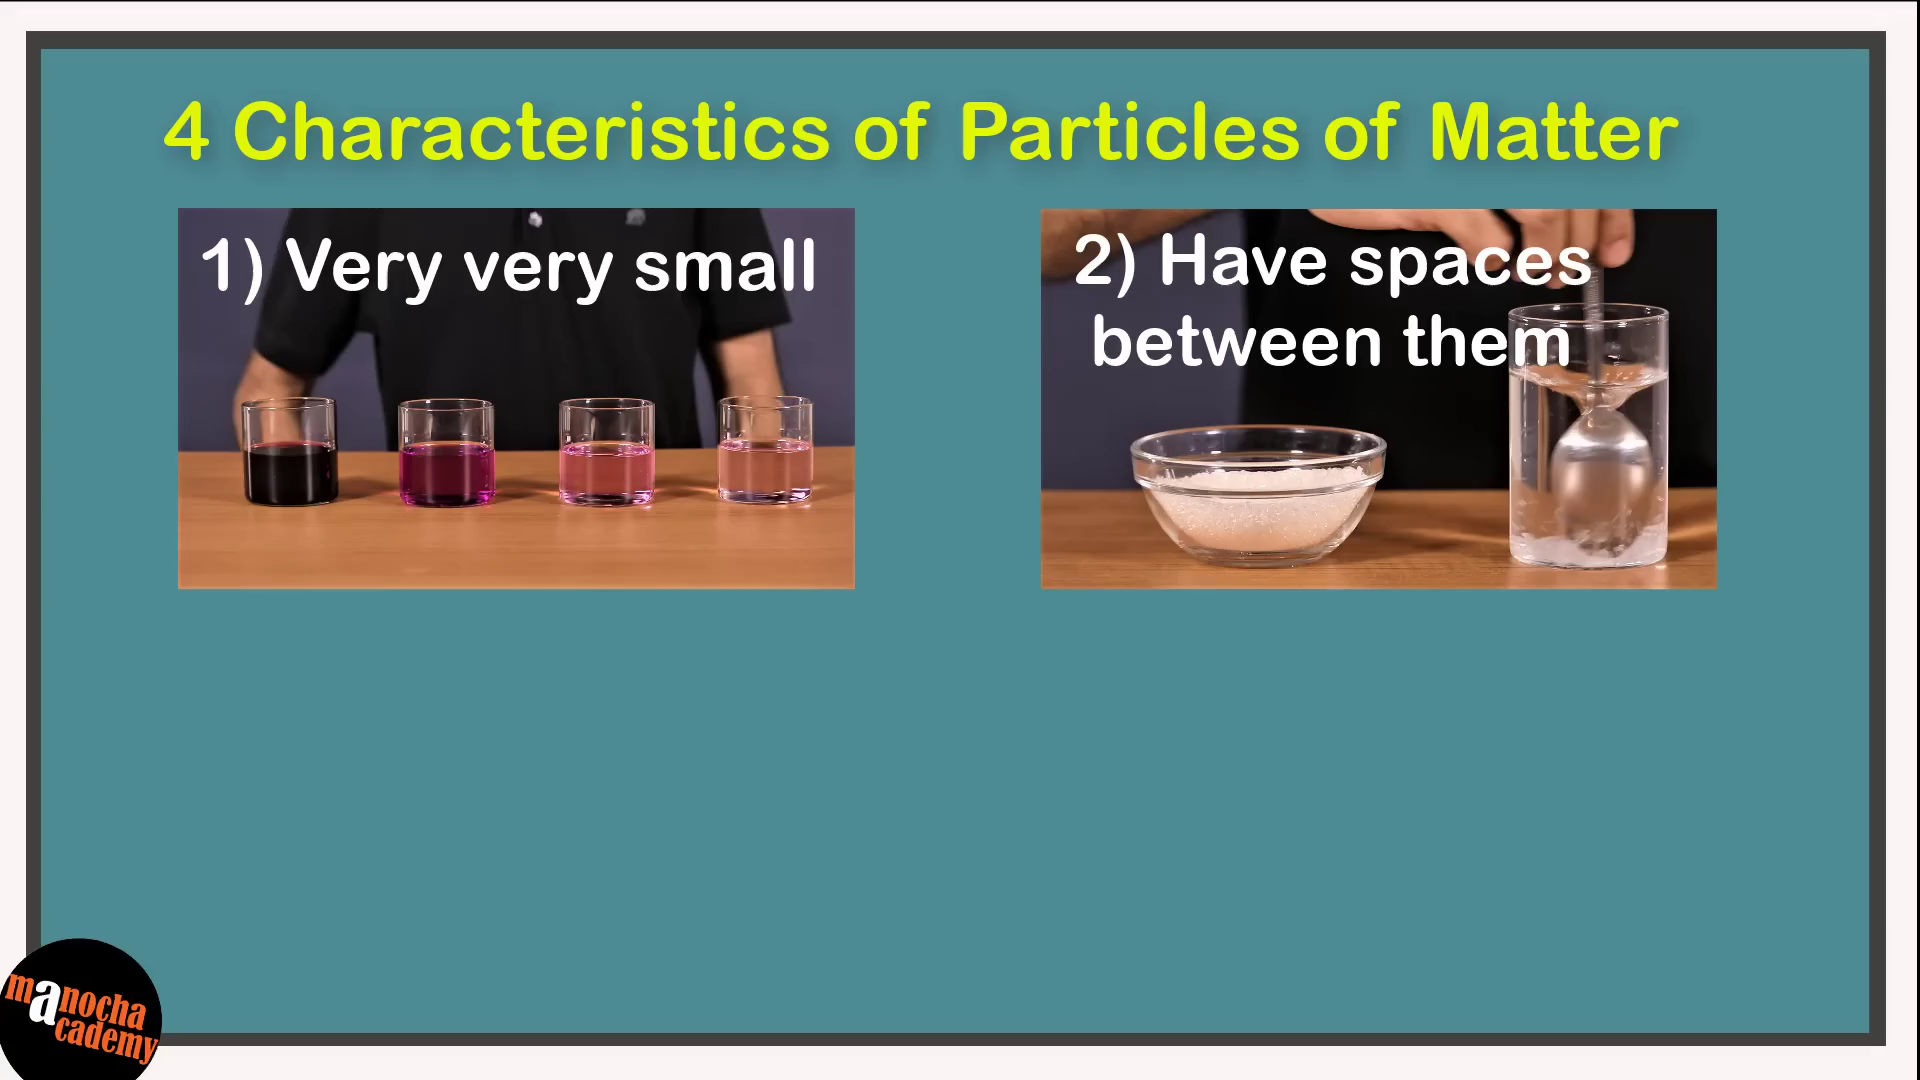 4 Characteristics of Particles of Matter
1) Very very small
2) Have spaces
between them
manocha
academy